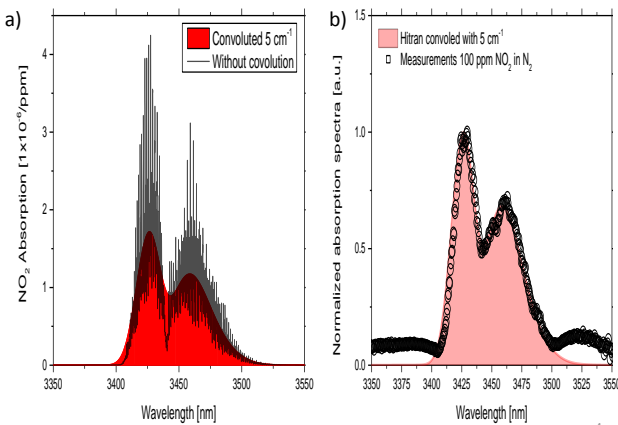 a)
NO2 Absorption [1x10-6/ppm]
Convoluted 5 cm-1
Without covolution
4
3
2
1
0
3350 3400 3450 3500 3550
Wavelength [nm]
b)
Normalized absorption spectra [a.u.]
Hitran convoled with 5 cm-1
Measurements 100 ppm NO2 in N2
1.5
1.0
0.5
0.0
3350 3375 3400 3425 3450 3475 3500 3525 3550
Wavelength [nm]